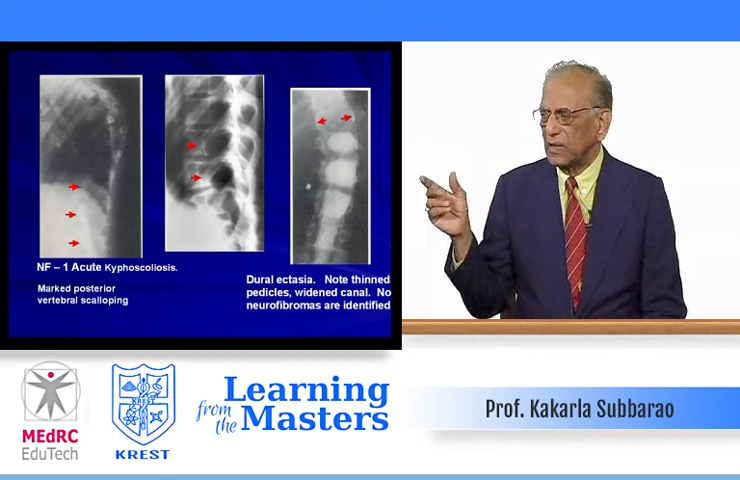 NF – 1 Acute Kyphoscoliosis.
Marked posterior
vertebral scalloping
Dural ectasia. Note thinned
pedicles, widened canal. No
neurofibromas are identified
MEdRC
EduTech
KREST
KREST
Learning
from the
Masters
Prof. Kakarla Subbarao